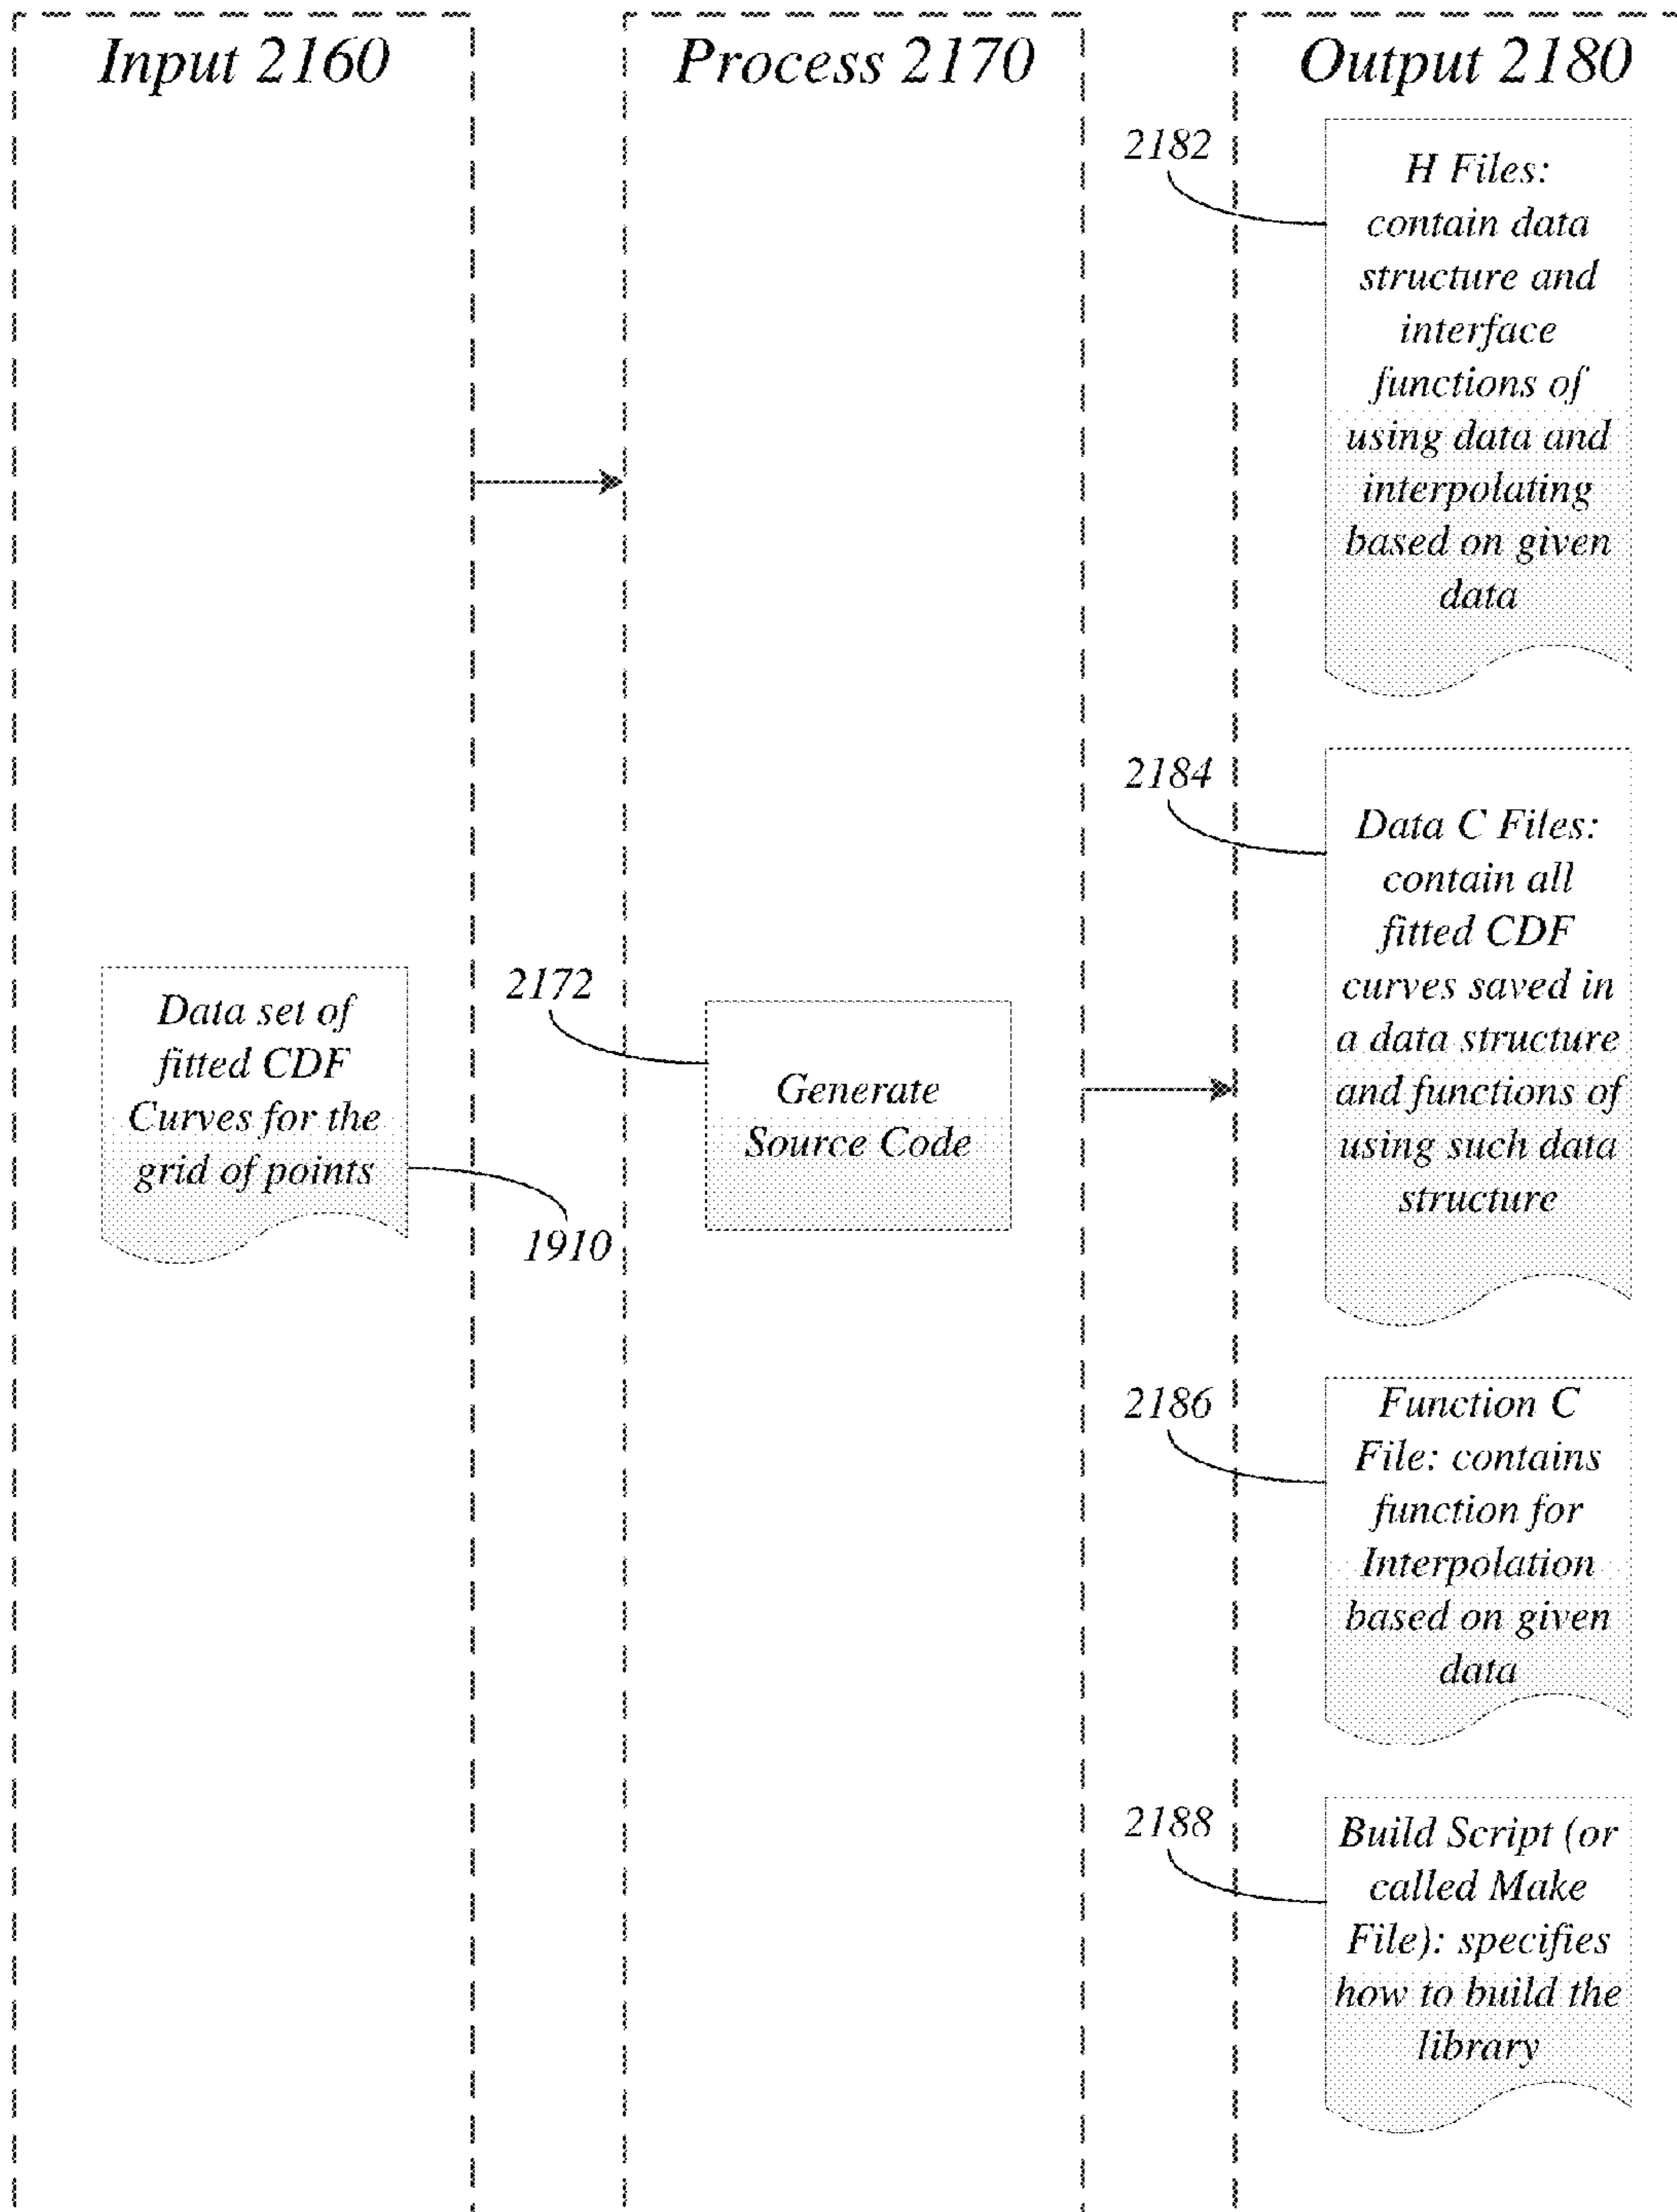 Input 2160
Data set of
fitted CDF
Curves for the
grid of points
1910
Process 2170
2172
Generate
Source Code
Output 2180
2182
H Files:
contain data
structure and
interface
functions of
using data and
interpolating
based on given
data
2184
Data C Files:
contain all
fitted CDF
curves saved in
a data structure
and functions of
using such data
structure
2186
Function C
File: contains
function for
Interpolation
based on given
data
2188
Build Script (or
called Make
File): specifies
how to build the
library